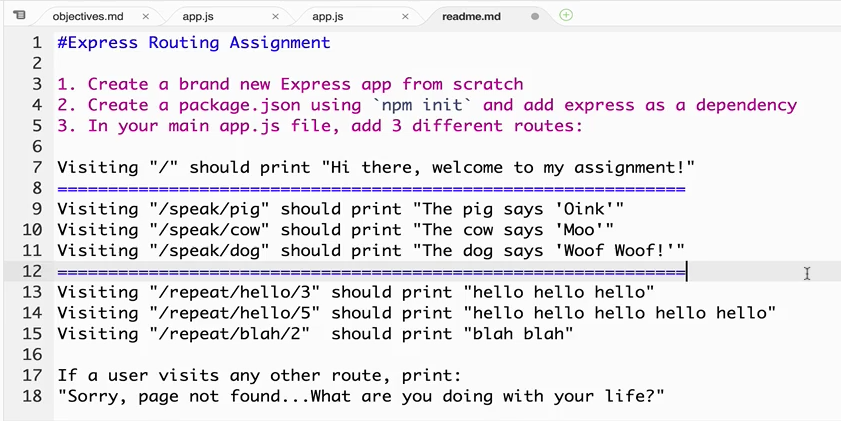 objectives.md × app.js × app.js × readme.md
1 #Express Routing Assignment
2
3 1. Create a brand new Express app from scratch
4 2. Create a package.json using `npm init` and add express as a dependency
5 3. In your main app.js file, add 3 different routes:
6
7 Visiting "/" should print "Hi there, welcome to my assignment!"
8 ==============================================================
9 Visiting "/speak/pig" should print "The pig says 'Oink'"
10 Visiting "/speak/cow" should print "The cow says 'Moo'"
11 Visiting "/speak/dog" should print "The dog says 'Woof Woof!'"
12 ==============================================================
13 Visiting "/repeat/hello/3" should print "hello hello hello"
14 Visiting "/repeat/hello/5" should print "hello hello hello hello hello"
15 Visiting "/repeat/blah/2"  should print "blah blah"
16
17 If a user visits any other route, print:
18 "Sorry, page not found...What are you doing with your life?"